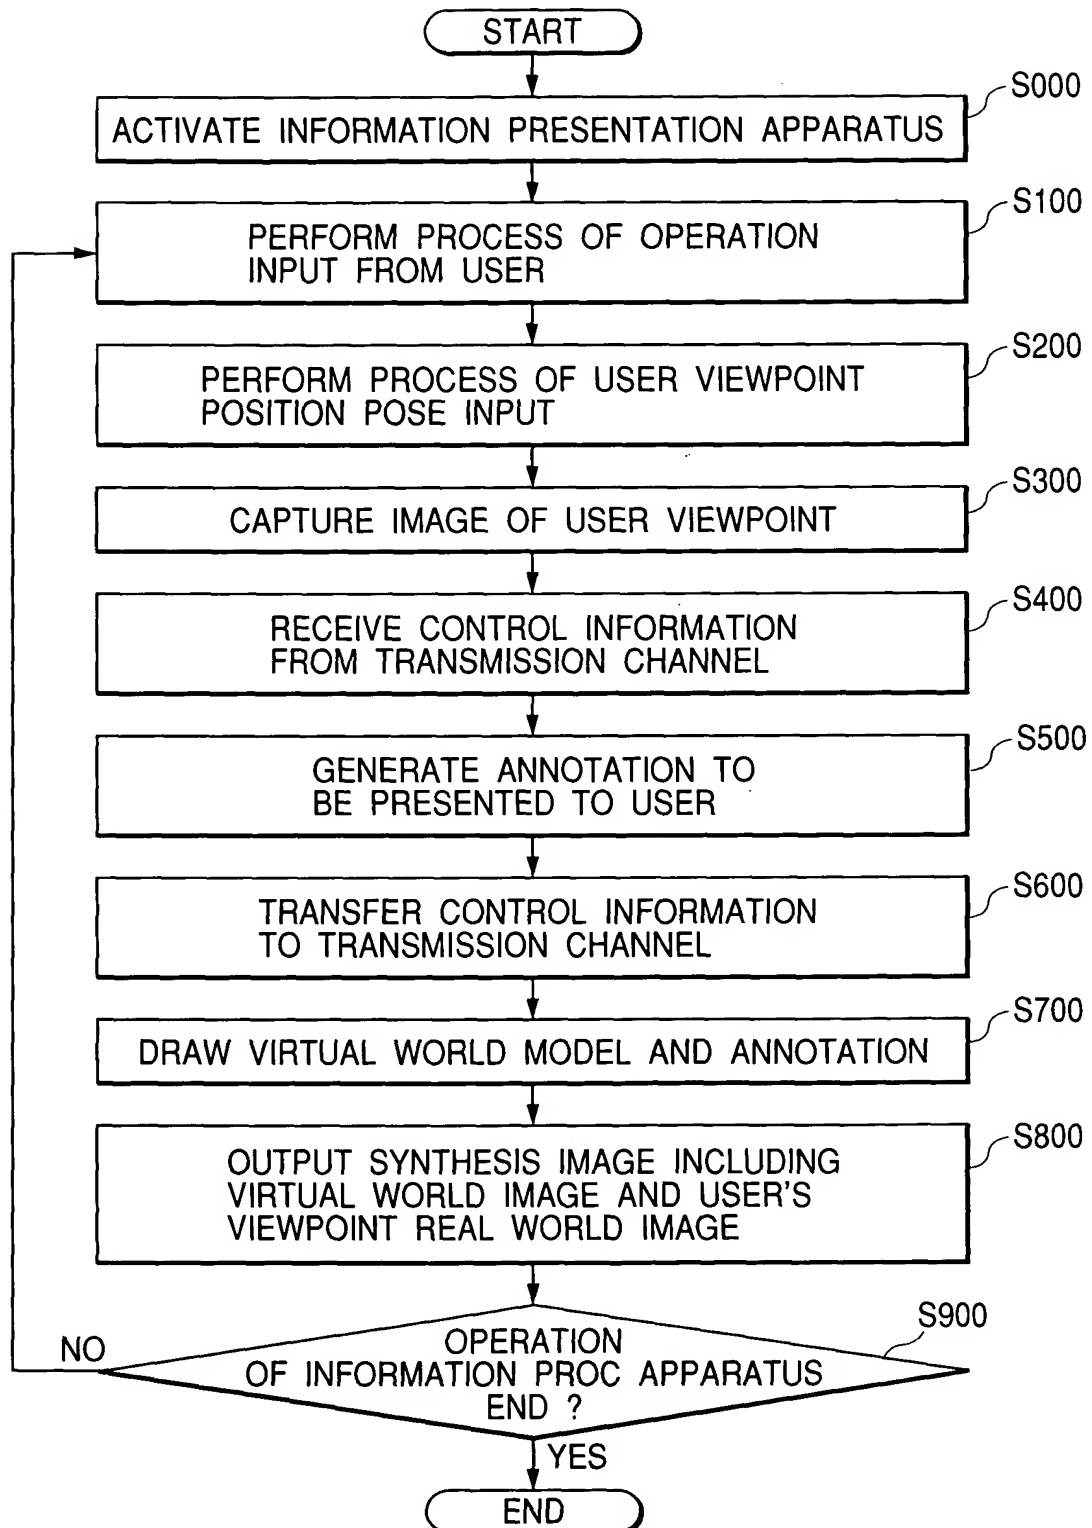 START
S000
ACTIVATE INFORMATION PRESENTATION APPARATUS
S100
PERFORM PROCESS OF OPERATION
INPUT FROM USER
S200
PERFORM PROCESS OF USER VIEWPOINT
POSITION POSE INPUT
S300
CAPTURE IMAGE OF USER VIEWPOINT
S400
RECEIVE CONTROL INFORMATION
FROM TRANSMISSION CHANNEL
S500
GENERATE ANNOTATION TO
BE PRESENTED TO USER
S600
TRANSFER CONTROL INFORMATION
TO TRANSMISSION CHANNEL
S700
DRAW VIRTUAL WORLD MODEL AND ANNOTATION
S800
OUTPUT SYNTHESIS IMAGE INCLUDING
VIRTUAL WORLD IMAGE AND USER'S
VIEWPOINT REAL WORLD IMAGE
S900
NO
OPERATION
OF INFORMATION PROC APPARATUS
END ?
YES
END